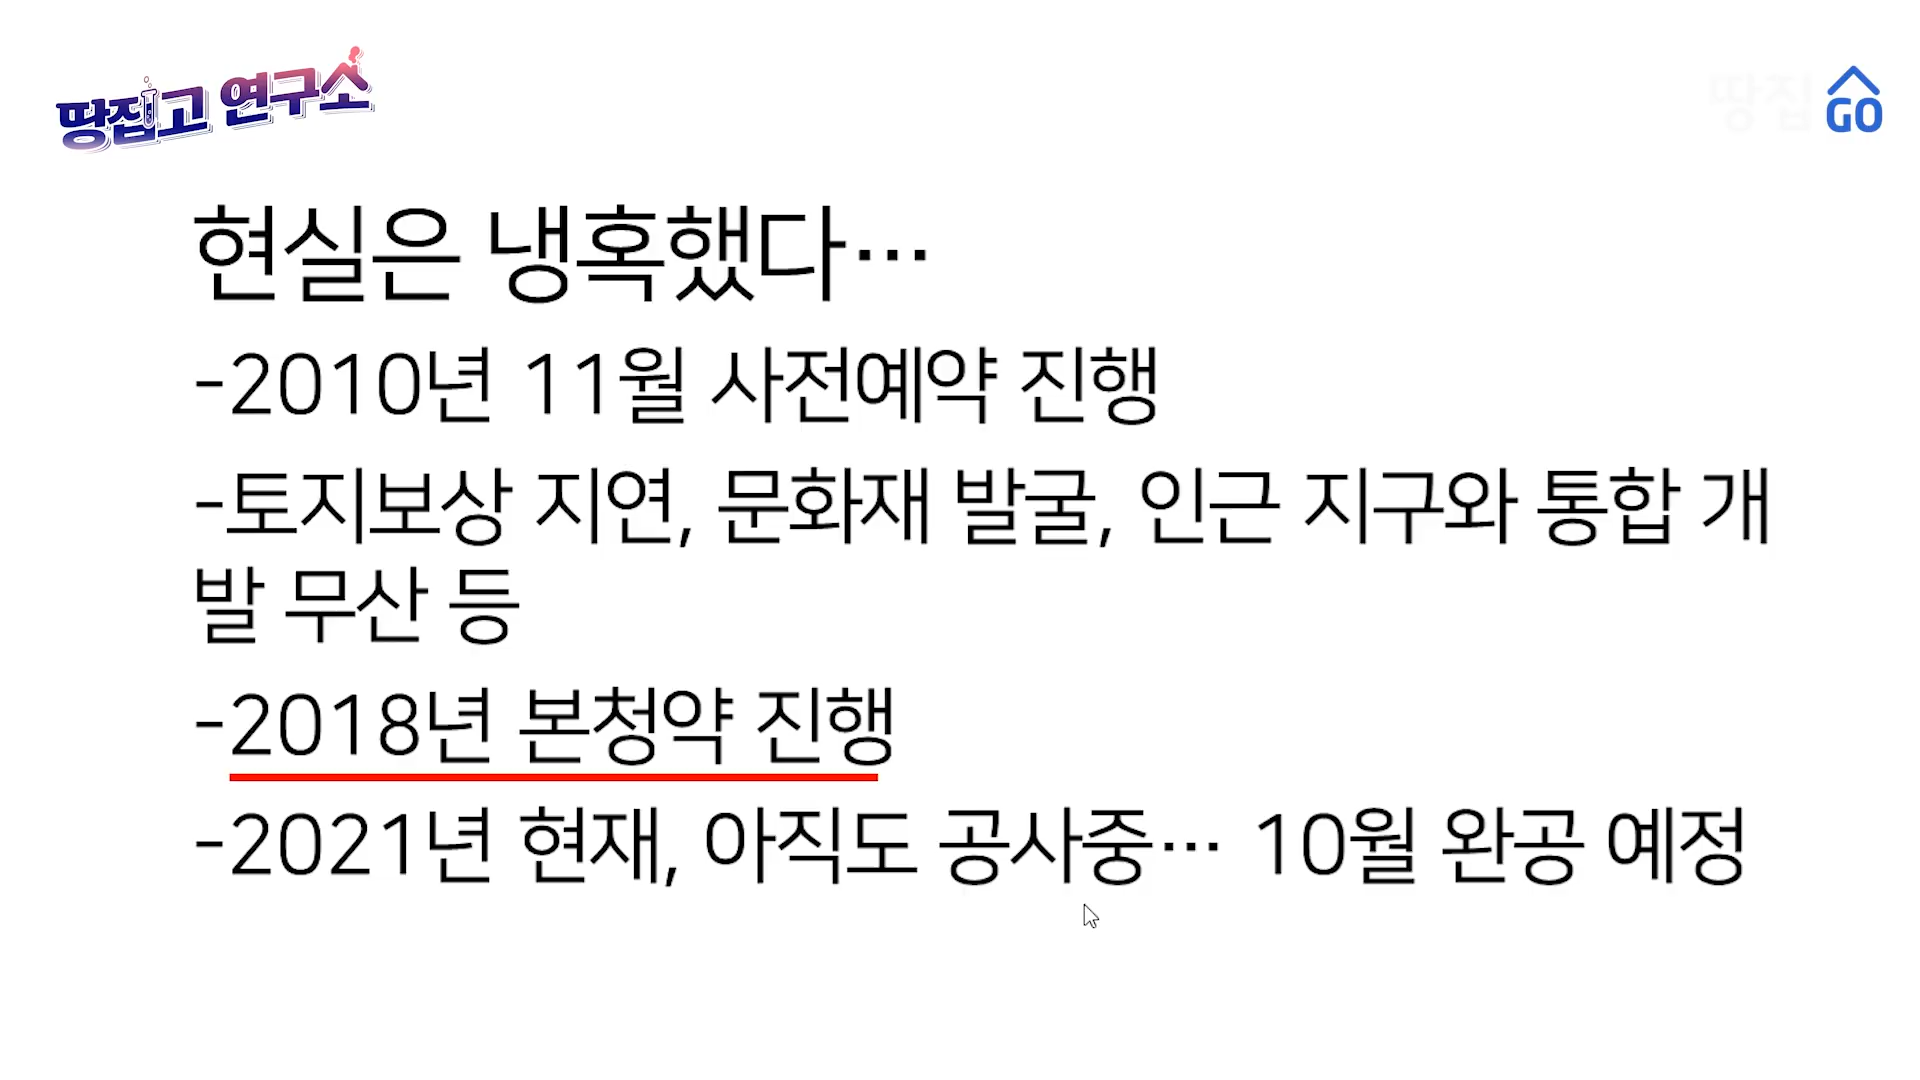 땅집고 연구소
땅집GO
현실은 냉혹했다…
-2010년 11월 사전예약 진행
-토지보상 지연, 문화재 발굴, 인근 지구와 통합 개
발 무산 등
-2018년 본청약 진행
-2021년 현재, 아직도 공사중… 10월 완공 예정